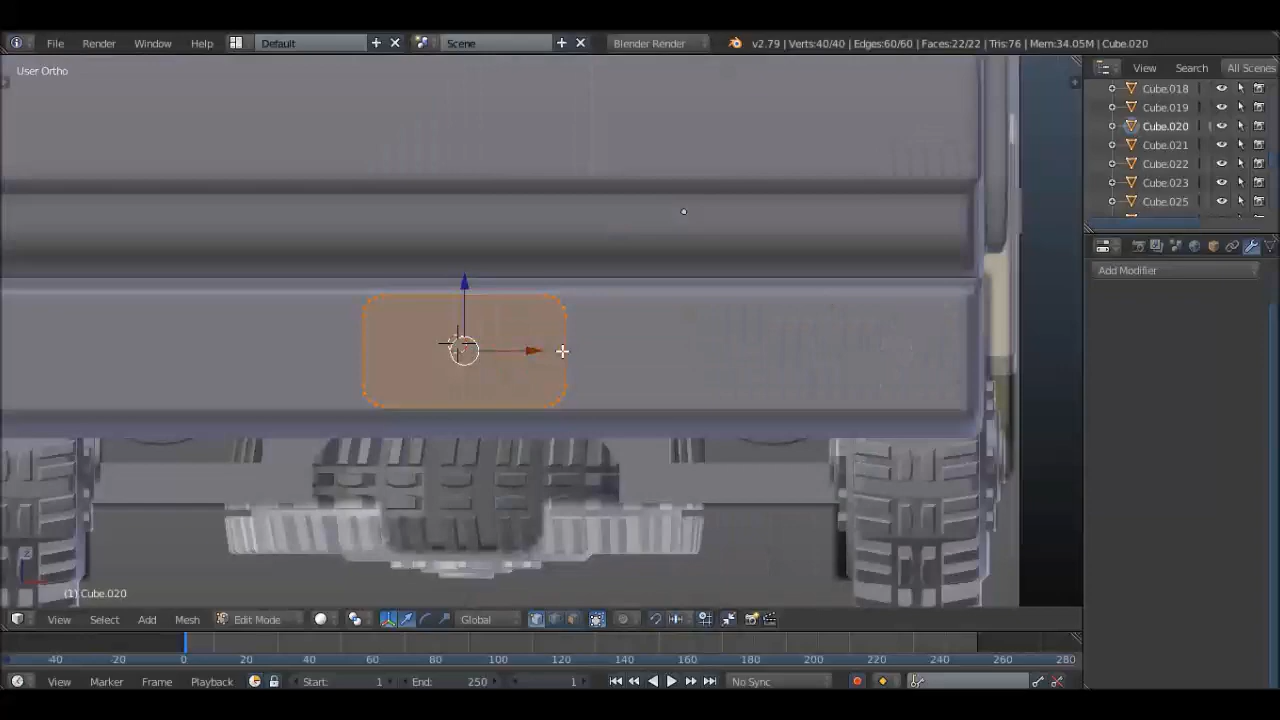 File Render Window Help Default Scene Blender Render v2.79 | Verts:40/40 | Edges:60/60 | Faces:22/22 | Tris:76 | Mem:34.05M | Cube.020
User Ortho
View Search All Scenes
Cube.018
Cube.019
Cube.020
Cube.021
Cube.022
Cube.023
Cube.025
Add Modifier
z
(1) Cube.020
View Select Add Mesh Edit Mode Global
-40 -20 0 20 40 60 80 100 120 140 160 180 200 220 240 260 280
View Marker Frame Playback Start: 1 End: 250 1 No Sync